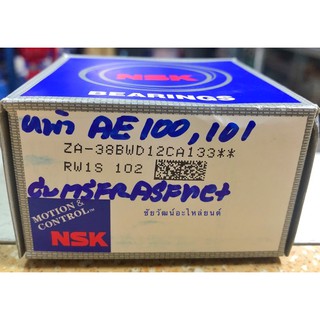 NSK
BEARINGS
หน้า AE100,101
ZA-38BWD12CA133**
RW1S 102
MOTION &
CONTROL™
NSK
ชัยวัฒน์อะไหล่ยนต์